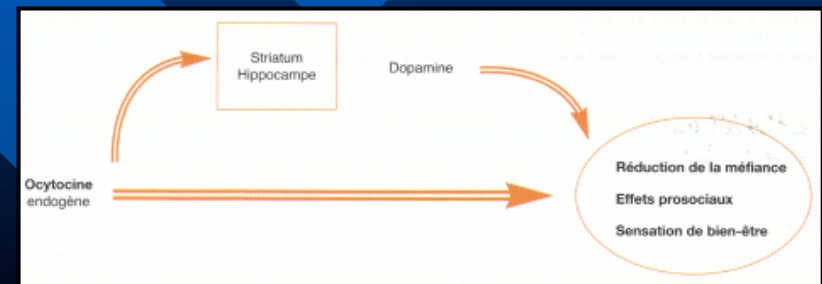 Striatum
Hippocampe
Dopamine
Ocytocine
endogène
Réduction de la méfiance
Effets prosociaux
Sensation de bien-être